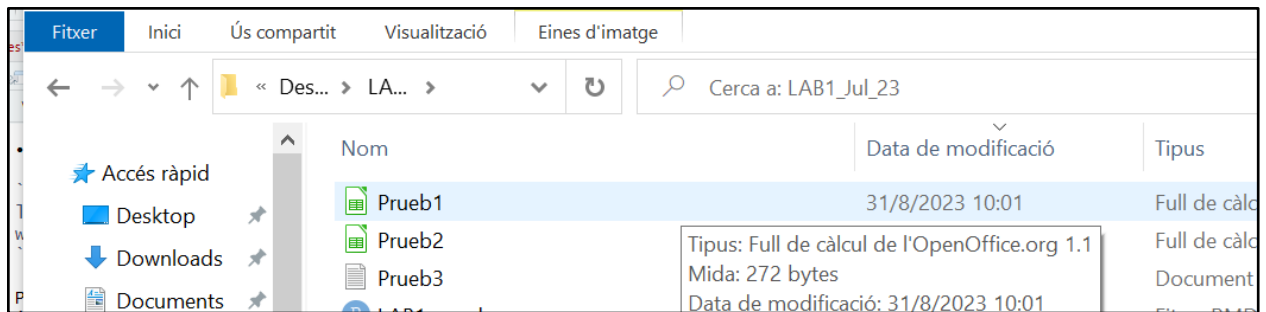 Fitxer Inici Ús compartit Visualització Eines d'imatge
« Des... > LA... > Cerca a: LAB1_Jul_23
Nom Data de modificació Tipus
Accés ràpid
Prueb1 31/8/2023 10:01 Full de càlc
Desktop
Prueb2 Full de càlc
Tipus: Full de càlcul de l'OpenOffice.org 1.1
Downloads
Prueb3 Document
Mida: 272 bytes
Documents
Data de modificació: 31/8/2023 10:01